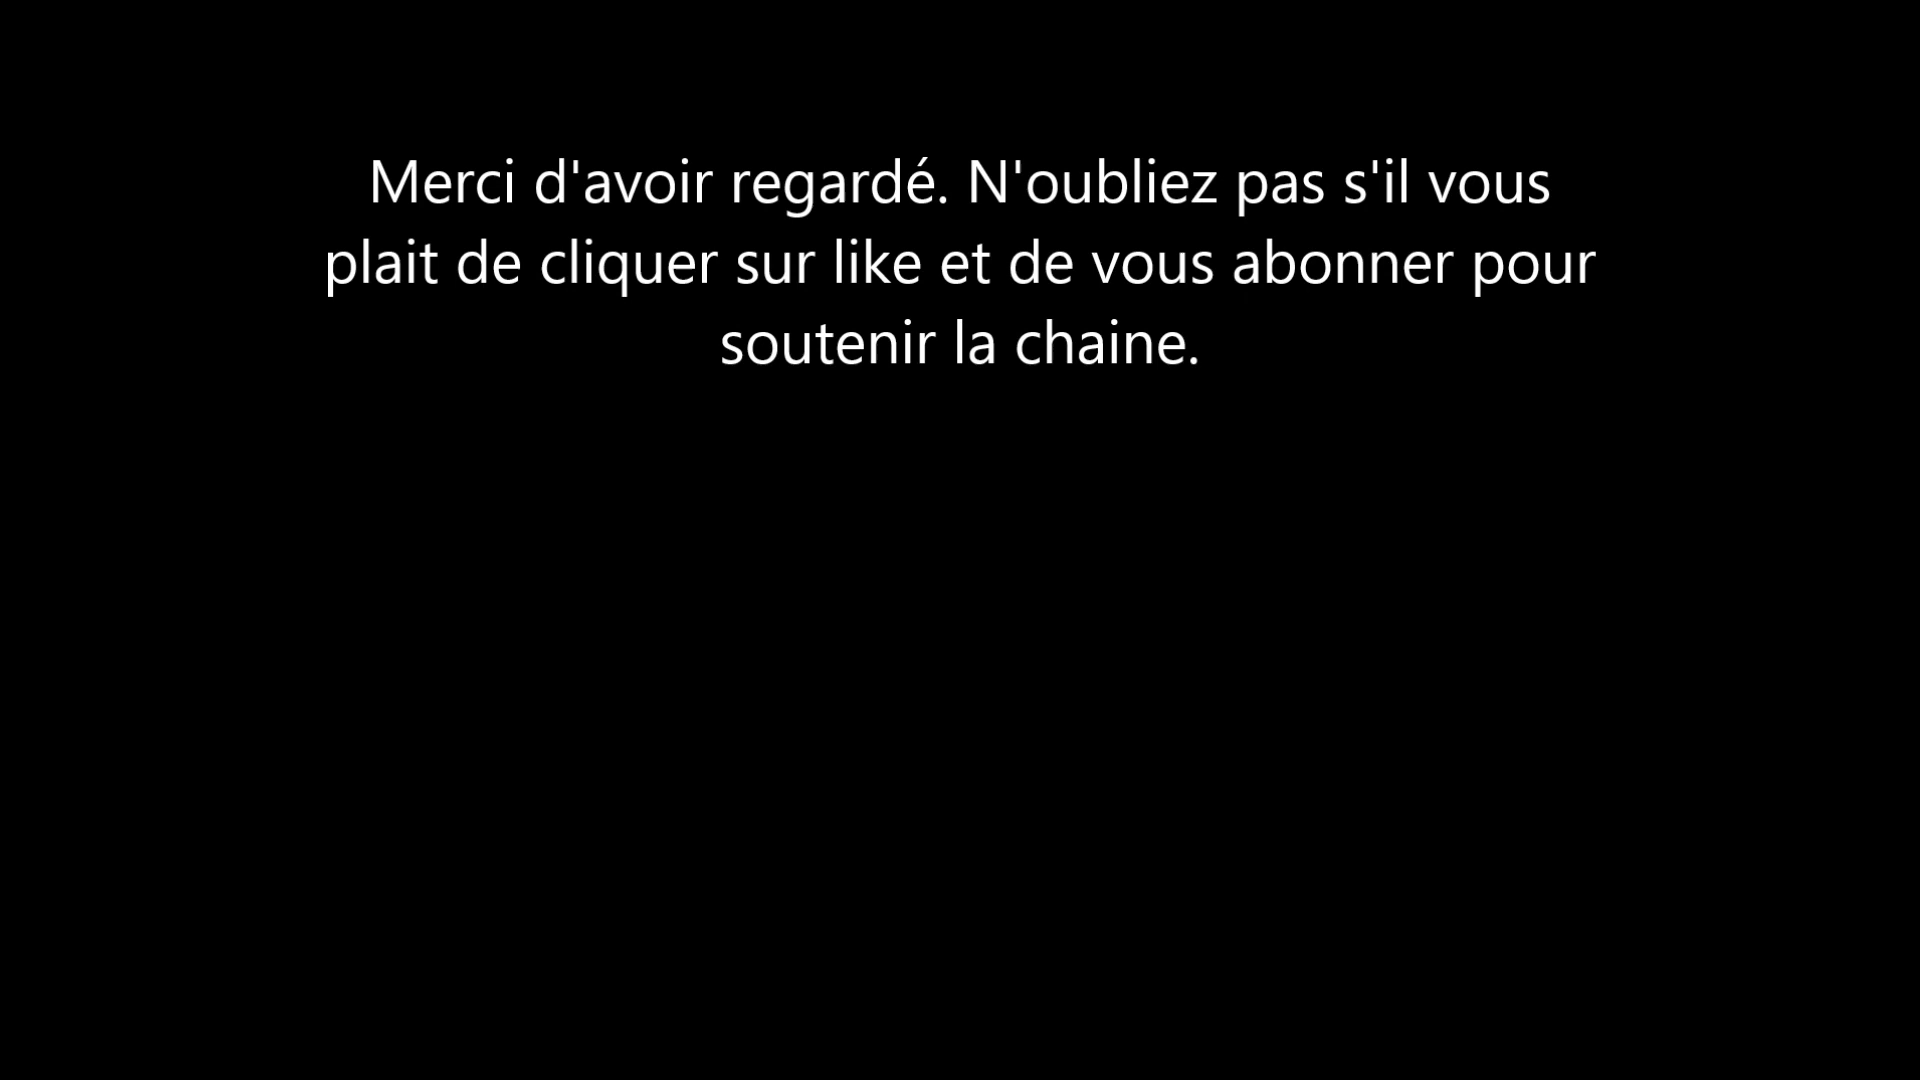 Merci d'avoir regardé. N'oubliez pas s'il vous
plait de cliquer sur like et de vous abonner pour
soutenir la chaine.